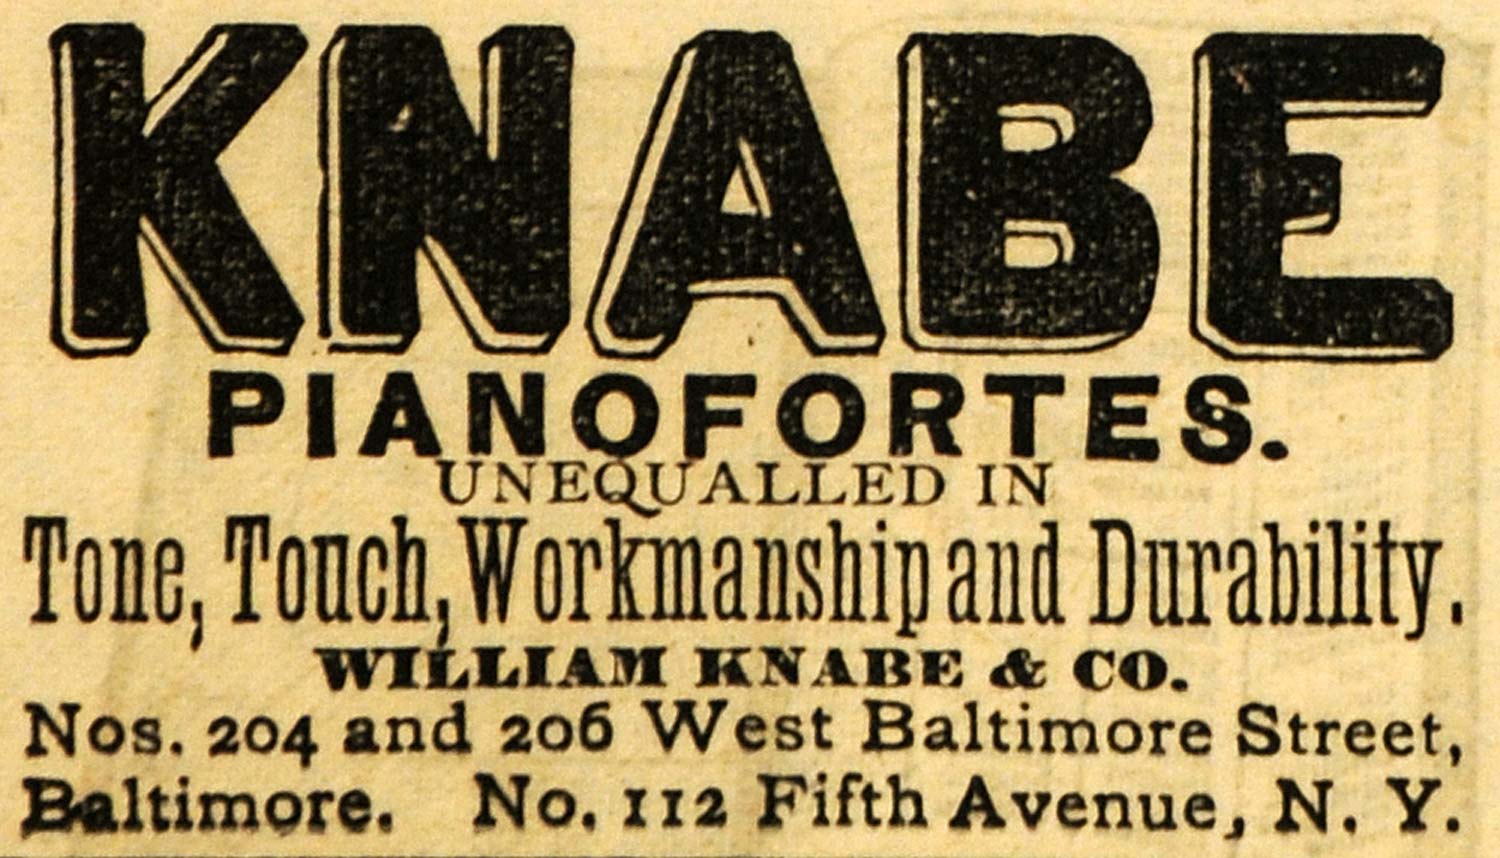 KNABE
PIANOFORTES.
UNEQUALLED IN
Tone, Touch, Workmanship and Durability.
WILLIAM KNABE & CO.
Nos. 204 and 206 West Baltimore Street,
Baltimore. No. 112 Fifth Avenue, N. Y.